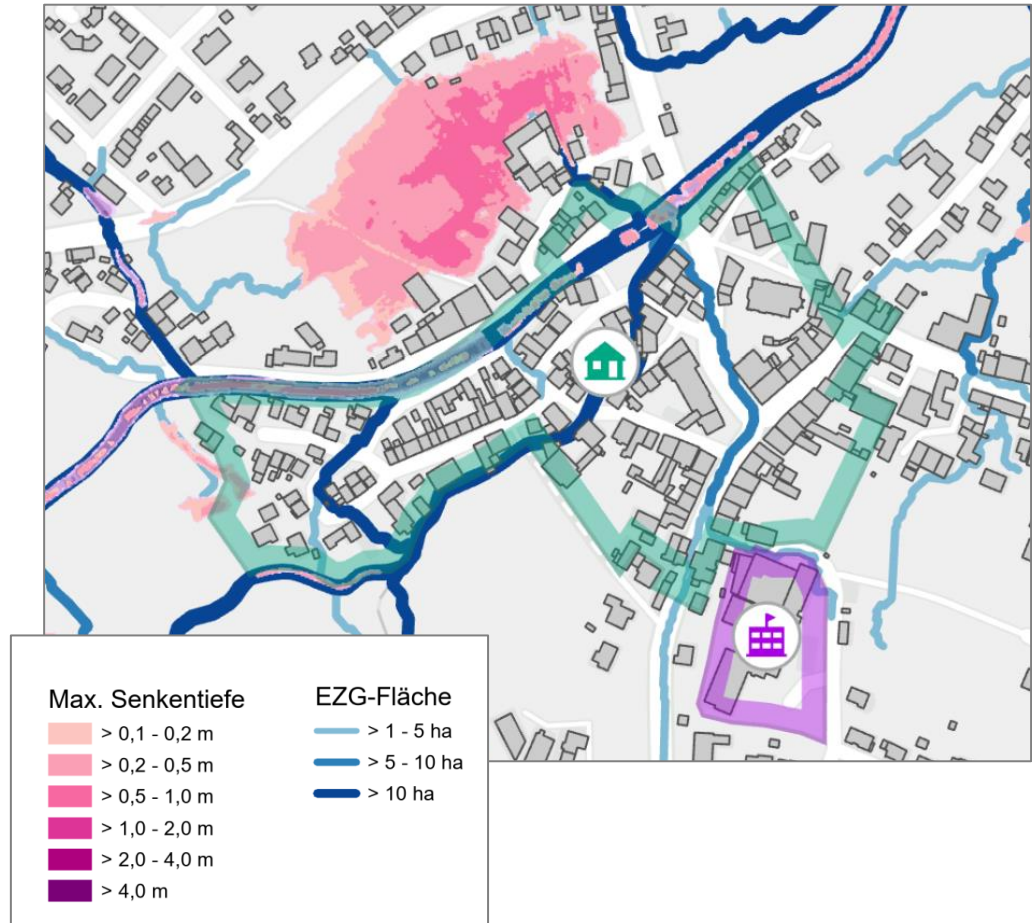 Max. Senkentiefe
> 0,1 - 0,2 m
> 0,2 - 0,5 m
> 0,5 - 1,0 m
> 1,0 - 2,0 m
> 2,0 - 4,0 m
> 4,0 m
EZG-Fläche
> 1 - 5 ha
> 5 - 10 ha
> 10 ha